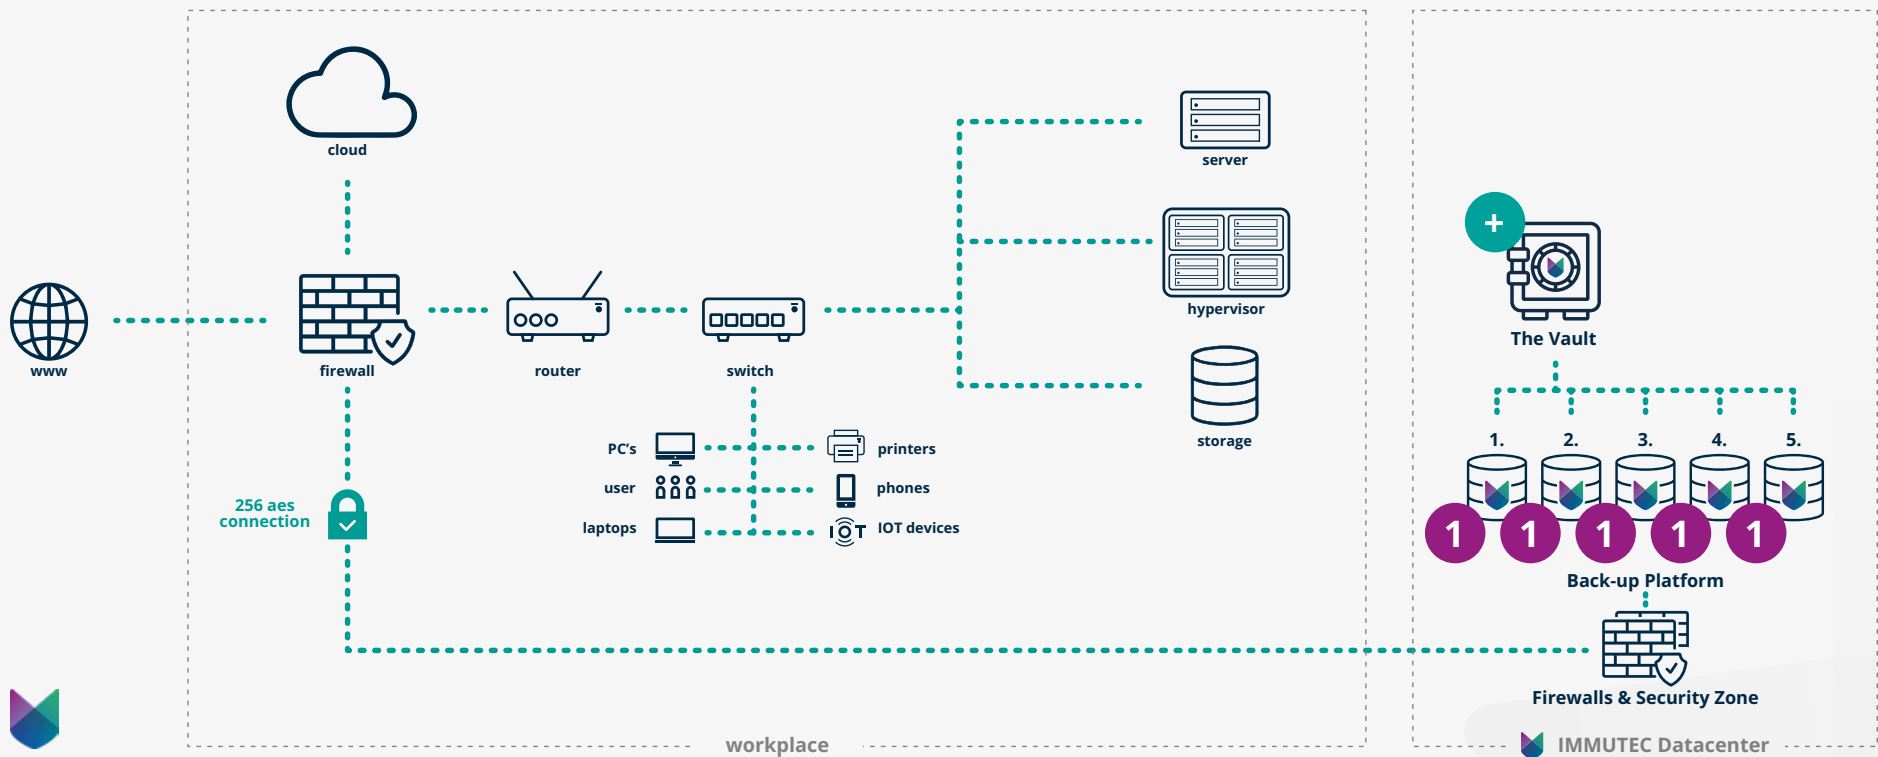 cloud
server
+
hypervisor
The Vault
www
firewall
router
switch
1.
2.
3.
4.
5.
storage
PC's
printers
user
phones
256 aes
connection
laptops
IOT
IOT devices
1
1
1
1
1
Back-up Platform
Firewalls & Security Zone
workplace
IMMUTEC Datacenter